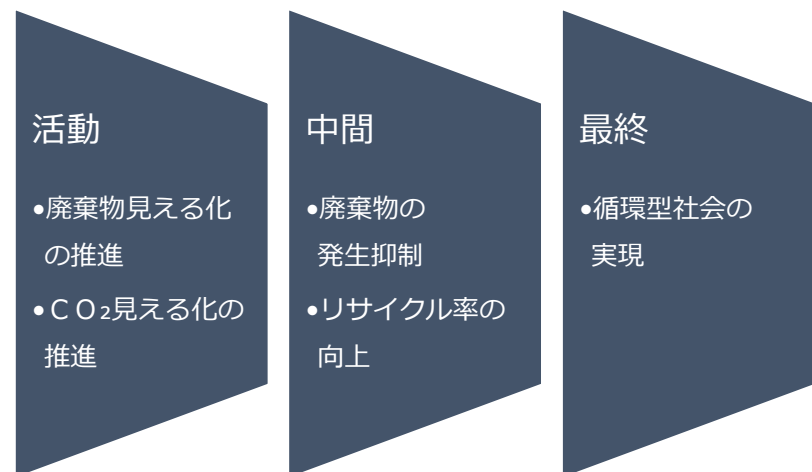 活動
•廃棄物見える化
の推進
•ＣＯ₂見える化の
推進
中間
•廃棄物の
発生抑制
•リサイクル率の
向上
最終
•循環型社会の
実現